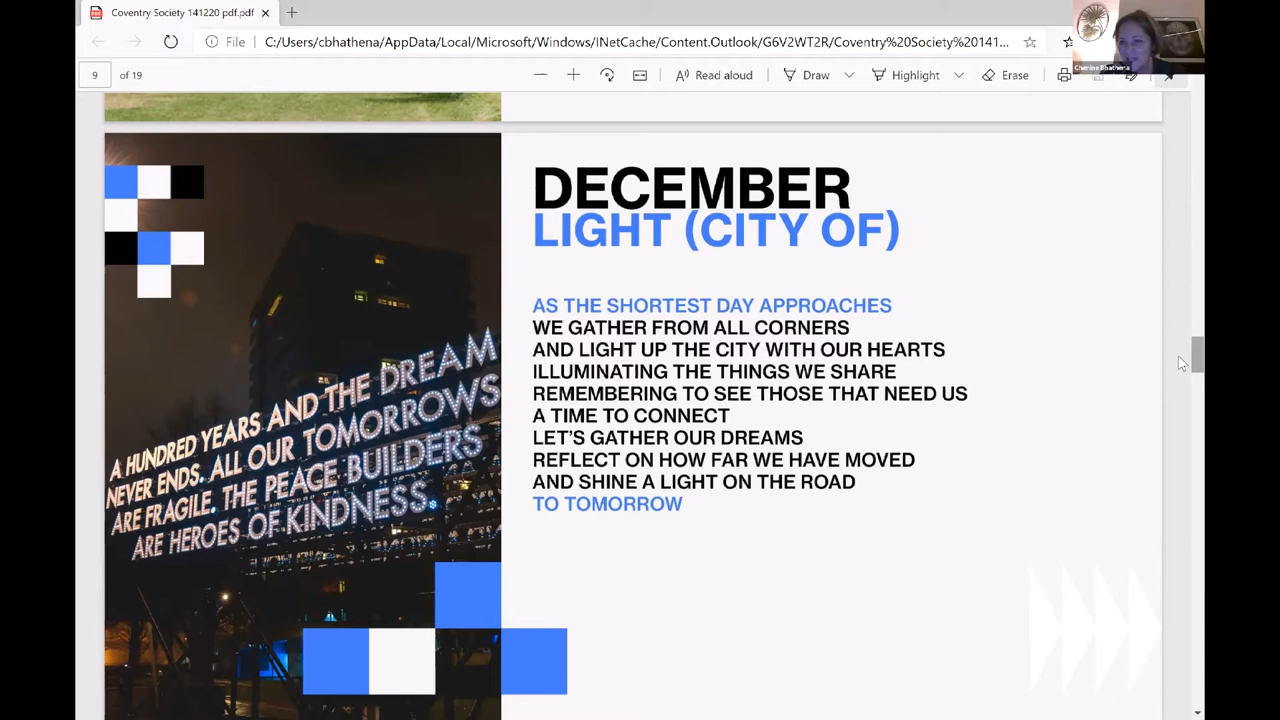 Coventry Society 141220 pdf.pdf
File C:/Users/cbhathena/AppData/Local/Microsoft/Windows/INetCache/Content.Outlook/G6V2WT2R/Coventry%20Society%20141...
Chenine Bhathena
9 of 19 Read aloud Draw Highlight Erase
DECEMBER
LIGHT (CITY OF)
AS THE SHORTEST DAY APPROACHES
WE GATHER FROM ALL CORNERS
AND LIGHT UP THE CITY WITH OUR HEARTS
ILLUMINATING THE THINGS WE SHARE
REMEMBERING TO SEE THOSE THAT NEED US
A TIME TO CONNECT
LET'S GATHER OUR DREAMS
REFLECT ON HOW FAR WE HAVE MOVED
AND SHINE A LIGHT ON THE ROAD
TO TOMORROW
A HUNDRED YEARS AND THE DREAM
NEVER ENDS. ALL OUR TOMORROWS
ARE FRAGILE. THE PEACE BUILDERS
ARE HEROES OF KINDNESS.